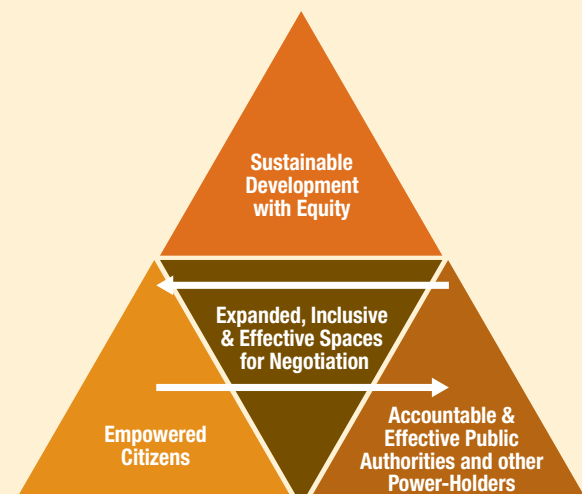 Sustainable
Development
with Equity
Expanded, Inclusive
& Effective Spaces
for Negotiation
Empowered
Citizens
Accountable &
Effective Public
Authorities and other
Power-Holders